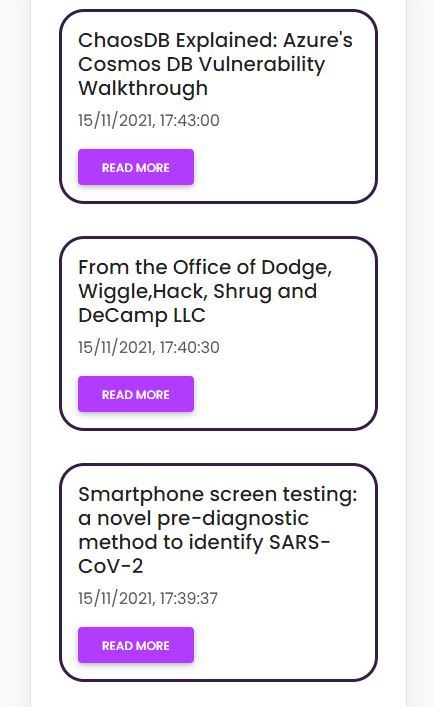 ChaosDB Explained: Azure's
Cosmos DB Vulnerability
Walkthrough
15/11/2021, 17:43:00
READ MORE
From the Office of Dodge,
Wiggle,Hack, Shrug and
DeCamp LLC
15/11/2021, 17:40:30
READ MORE
Smartphone screen testing:
a novel pre-diagnostic
method to identify SARS-
CoV-2
15/11/2021, 17:39:37
READ MORE